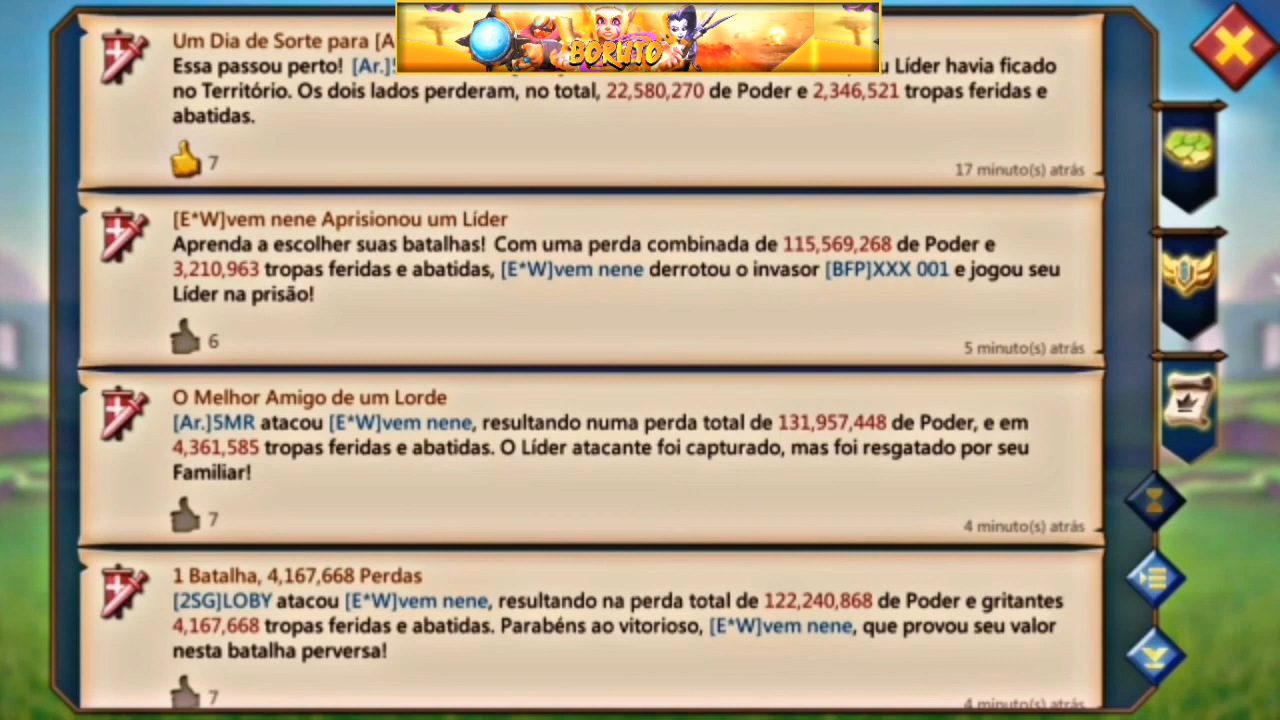 BORUTO
Um Dia de Sorte para [A
Essa passou perto! [Ar.] u Líder havia ficado
no Território. Os dois lados perderam, no total, 22,580,270 de Poder e 2,346,521 tropas feridas e
abatidas.
7
17 minuto(s) atrás
[E*W]vem nene Aprisionou um Líder
Aprenda a escolher suas batalhas! Com uma perda combinada de 115,569,268 de Poder e
3,210,963 tropas feridas e abatidas, [E*W]vem nene derrotou o invasor [BFP]XXX 001 e jogou seu
Líder na prisão!
6
5 minuto(s) atrás
O Melhor Amigo de um Lorde
[Ar.]5MR atacou [E*W]vem nene, resultando numa perda total de 131,957,448 de Poder, e em
4,361,585 tropas feridas e abatidas. O Líder atacante foi capturado, mas foi resgatado por seu
Familiar!
7
4 minuto(s) atrás
1 Batalha, 4,167,668 Perdas
[2SG]LOBY atacou [E*W]vem nene, resultando na perda total de 122,240,868 de Poder e gritantes
4,167,668 tropas feridas e abatidas. Parabéns ao vitorioso, [E*W]vem nene, que provou seu valor
nesta batalha perversa!
7
4 minuto(s) atrás